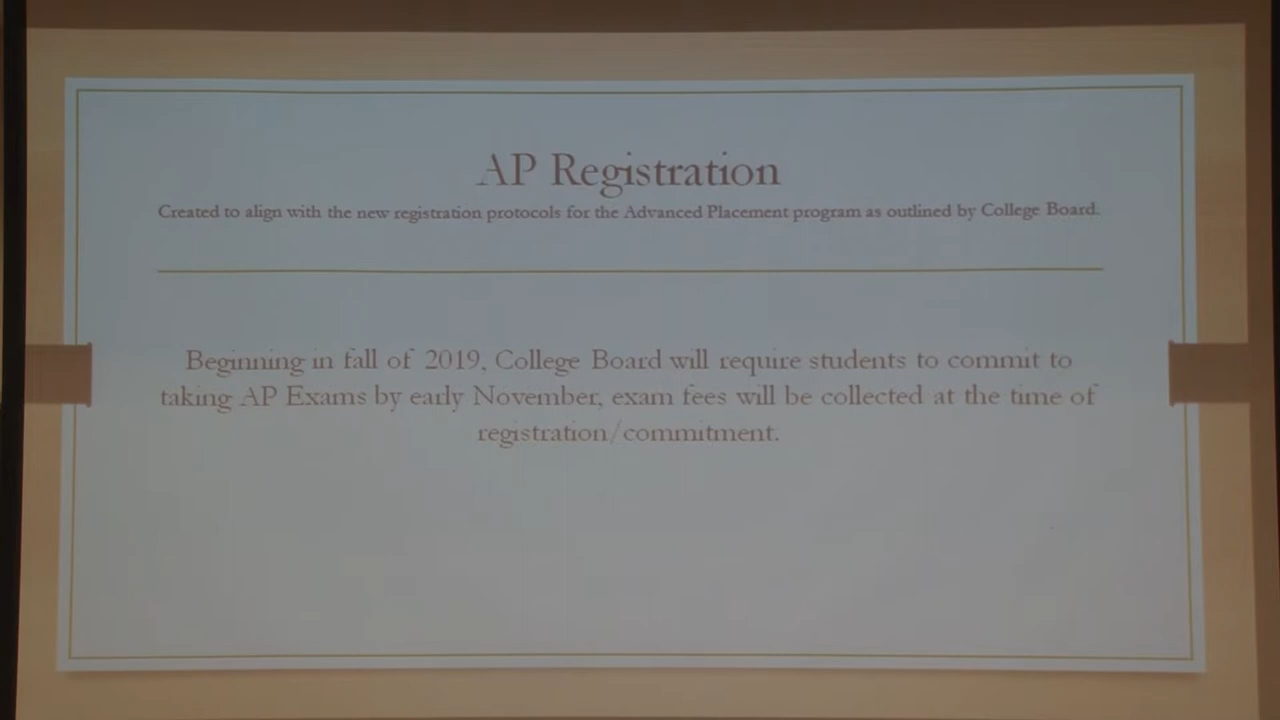 AP Registration
Created to align with the new registration protocols for the Advanced Placement program as outlined by College Board.
Beginning in fall of 2019, College Board will require students to commit to
taking AP Exams by early November, exam fees will be collected at the time of
registration/commitment.